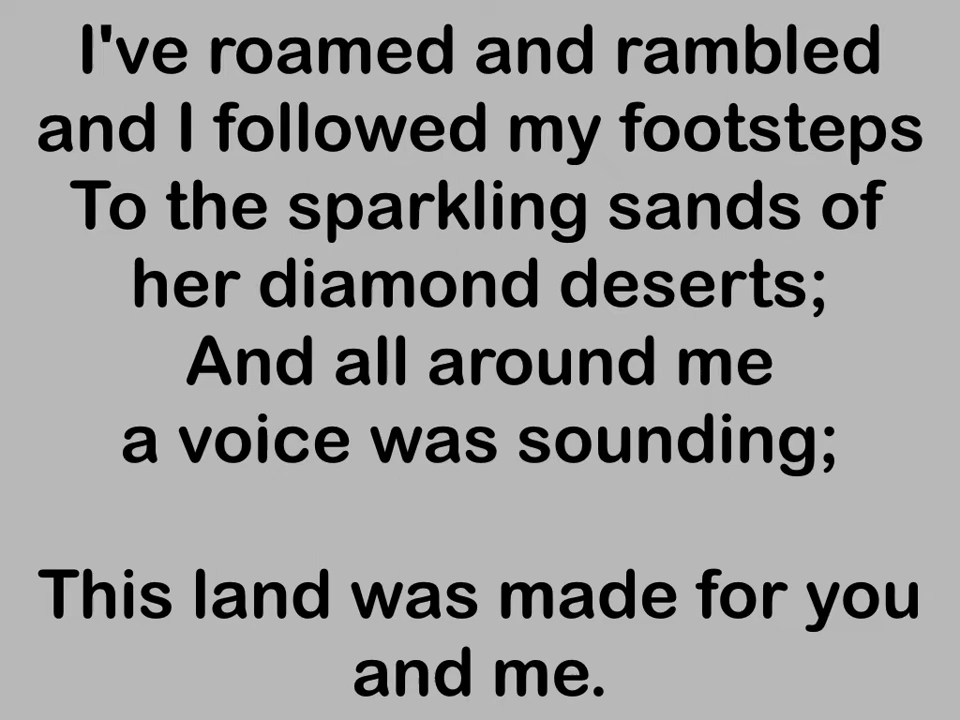 I've roamed and rambled
and I followed my footsteps
To the sparkling sands of
her diamond deserts;
And all around me
a voice was sounding;
This land was made for you
and me.